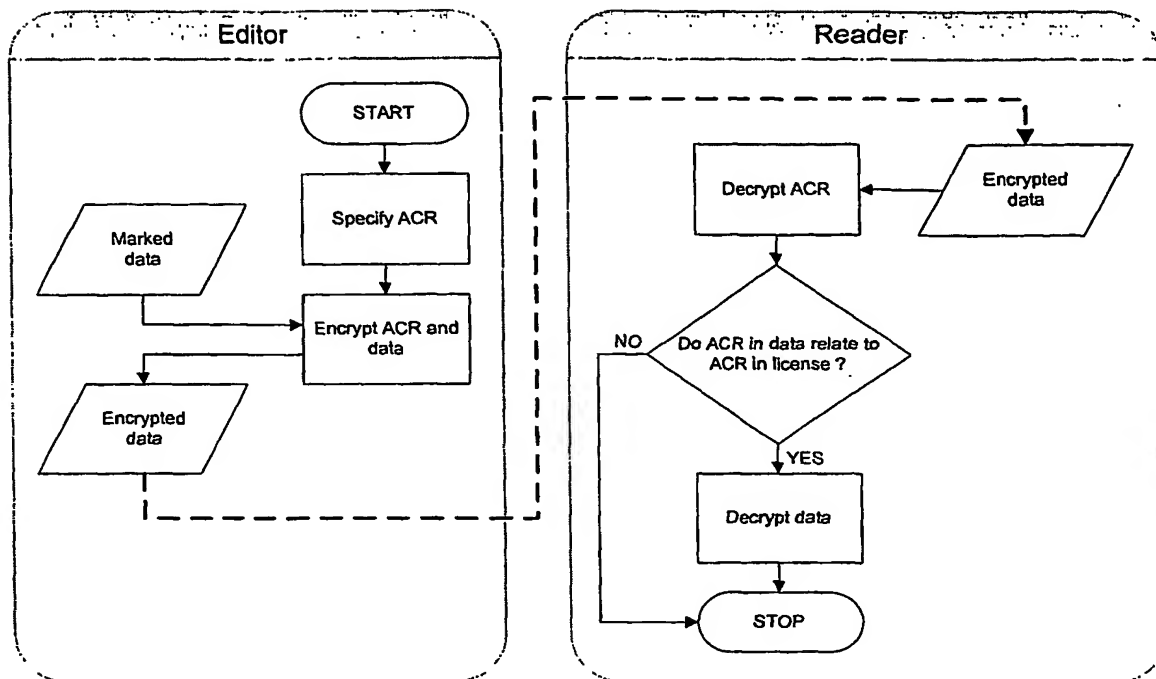 Editor
START
Specify ACR
Marked
data
Encrypt ACR and
data
Encrypted
data
Reader
Encrypted
data
Decrypt ACR
Do ACR in data relate to
ACR in license ?
NO
YES
Decrypt data
STOP